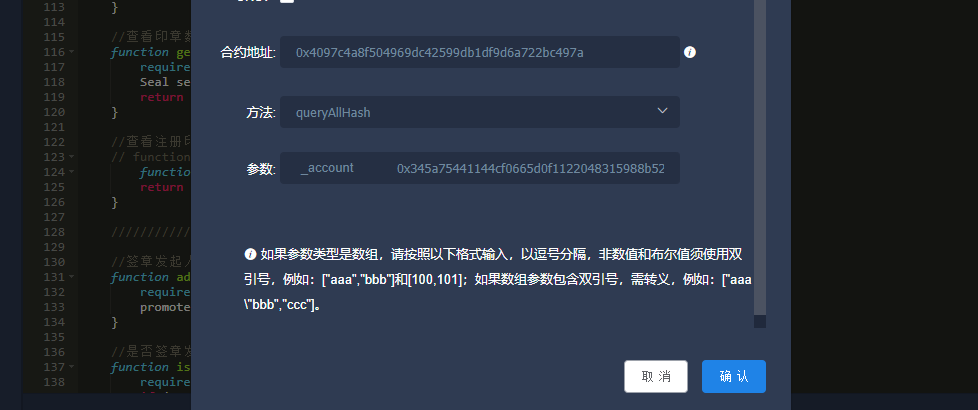 113 }
114
115 //查看印章数
116 function ge
117 require
118 Seal se
119 return
120 }
121
122 //查看注册印
123 // function
124 functio
125 return
126 }
127
128 ///////////
129
130 //签章发起人
131 function ad
132 require
133 promote
134 }
135
136 //是否签章发
137 function is
138 require
合约地址: 0x4097c4a8f504969dc42599db1df9d6a722bc497a
方法: queryAllHash
参数: _account 0x345a75441144cf0665d0f1122048315988b52
如果参数类型是数组，请按照以下格式输入，以逗号分隔，非数值和布尔值须使用双
引号，例如：["aaa","bbb"]和[100,101]；如果数组参数包含双引号，需转义，例如：["aaa
\"bbb","ccc"]。
取 消
确 认